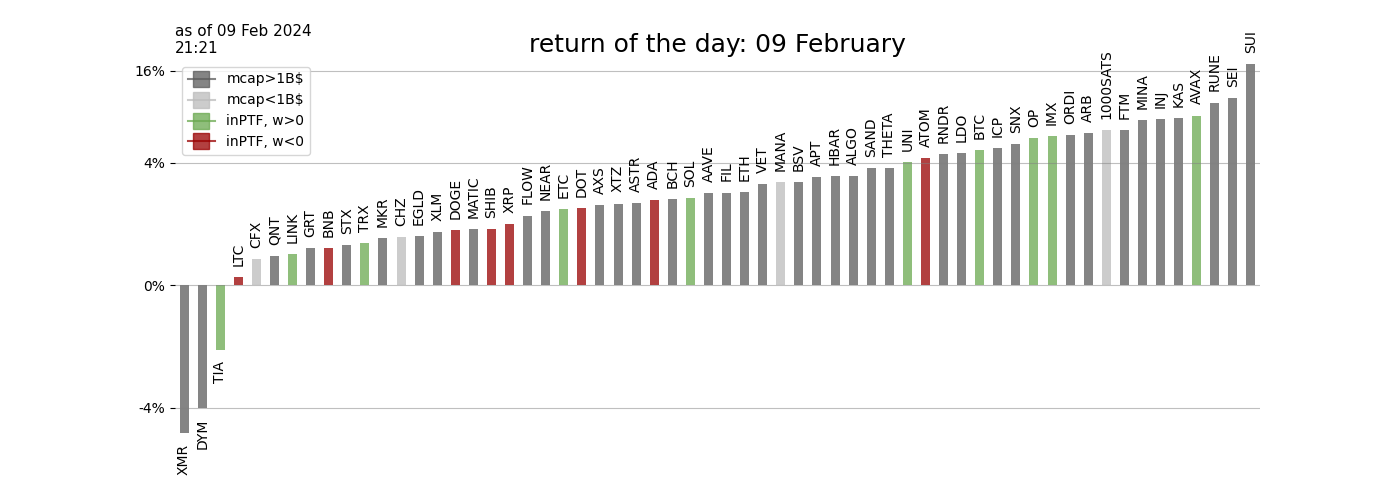 as of 09 Feb 2024
21:21
return of the day: 09 February
16%
4%
0%
-4%
mcap>1B$
mcap<1B$
inPTF, w>0
inPTF, w<0
XMR
DYM
TIA
LTC
CFX
QNT
LINK
GRT
BNB
STX
TRX
MKR
CHZ
EGLD
XLM
DOGE
MATIC
SHIB
XRP
FLOW
NEAR
ETC
DOT
AXS
XTZ
ASTR
ADA
BCH
SOL
AAVE
FIL
ETH
VET
MANA
BSV
APT
HBAR
ALGO
SAND
THETA
UNI
ATOM
RNDR
LDO
BTC
ICP
SNX
OP
IMX
ORDI
ARB
1000SATS
FTM
MINA
INJ
KAS
AVAX
RUNE
SEI
SUI